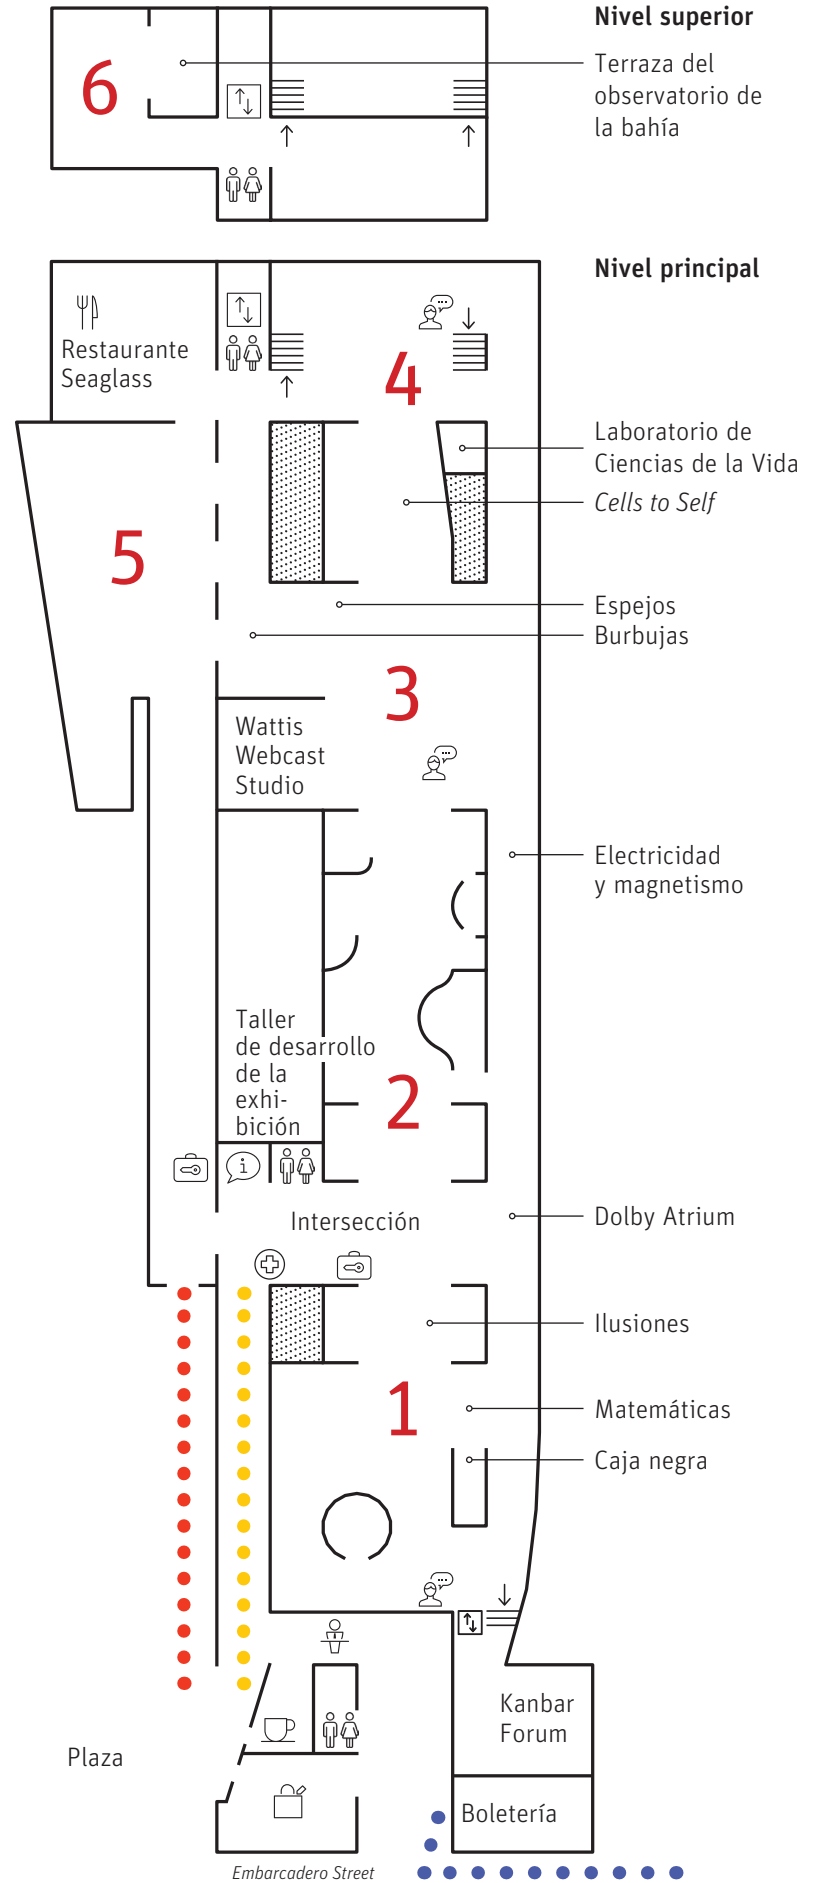 Nivel superior
6
Terraza del
observatorio de
la bahía
Nivel principal
Restaurante
Seaglass
4
Laboratorio de
Ciencias de la Vida
Cells to Self
5
Espejos
Burbujas
3
Wattis
Webcast
Studio
Electricidad
y magnetismo
Taller
de desarrollo
de la
exhi-
bición
2
i
Intersección
Dolby Atrium
Ilusiones
1
Matemáticas
Caja negra
Kanbar
Forum
Plaza
Boletería
Embarcadero Street